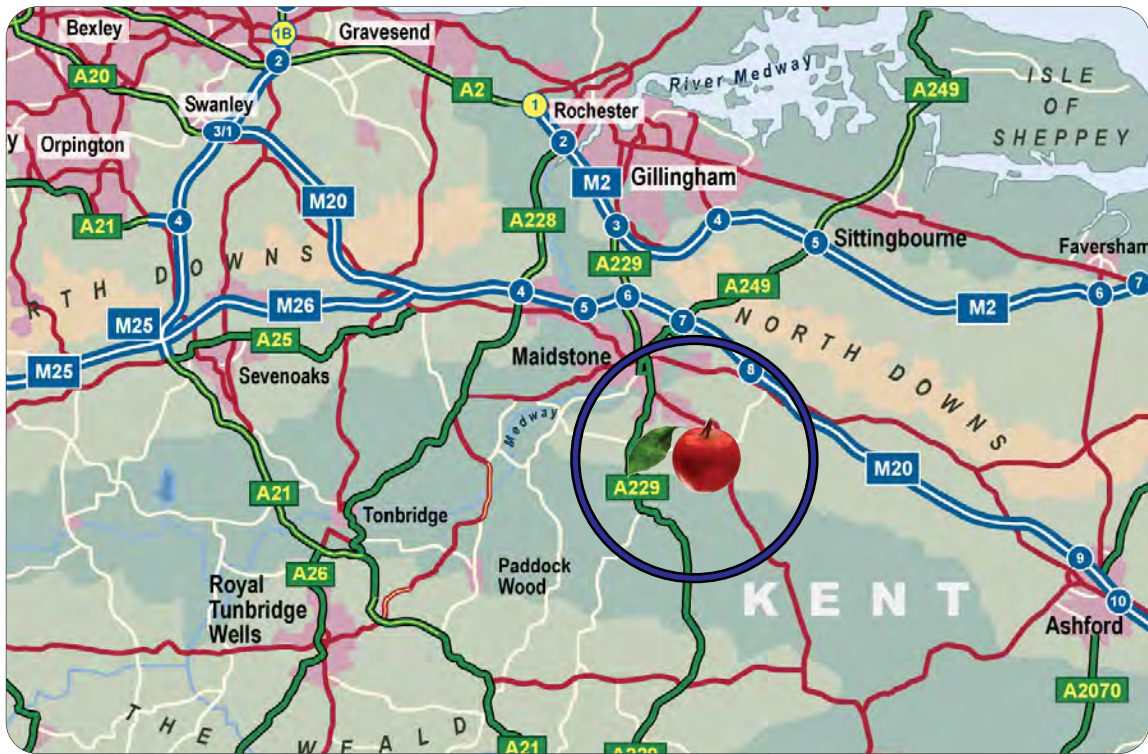 Bexley
1B
Gravesend
2
A20
A2
Swanley
3/1
y
Orpington
1
Rochester
2
River Medway
A249
ISLE
OF
SHEPPEY
M20
M2
Gillingham
A21
4
A228
3
4
5
Sittingbourne
Faversham
A229
A249
7
6
M2
RTH DOWNS
M25
M26
4
5
6
7
NORTH DOWNS
M25
A25
Sevenoaks
Maidstone
8
Medway
M20
A229
A21
Tonbridge
A26
Royal
Tunbridge
Wells
Paddock
Wood
KENT
9
10
Ashford
A2070
THE WEALD
A21
A229